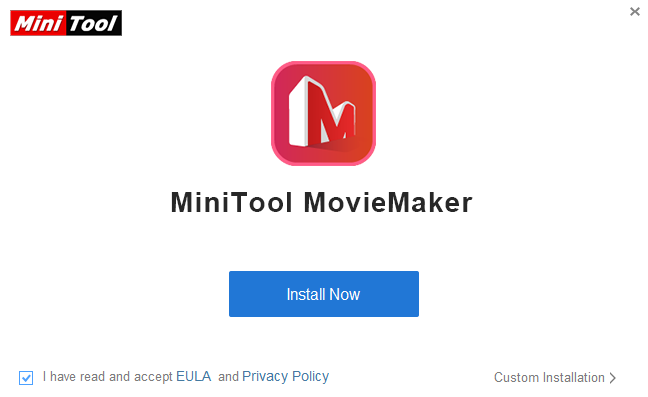 Mini Tool
M
MiniTool MovieMaker
Install Now
I have read and accept EULA and Privacy Policy
Custom Installation